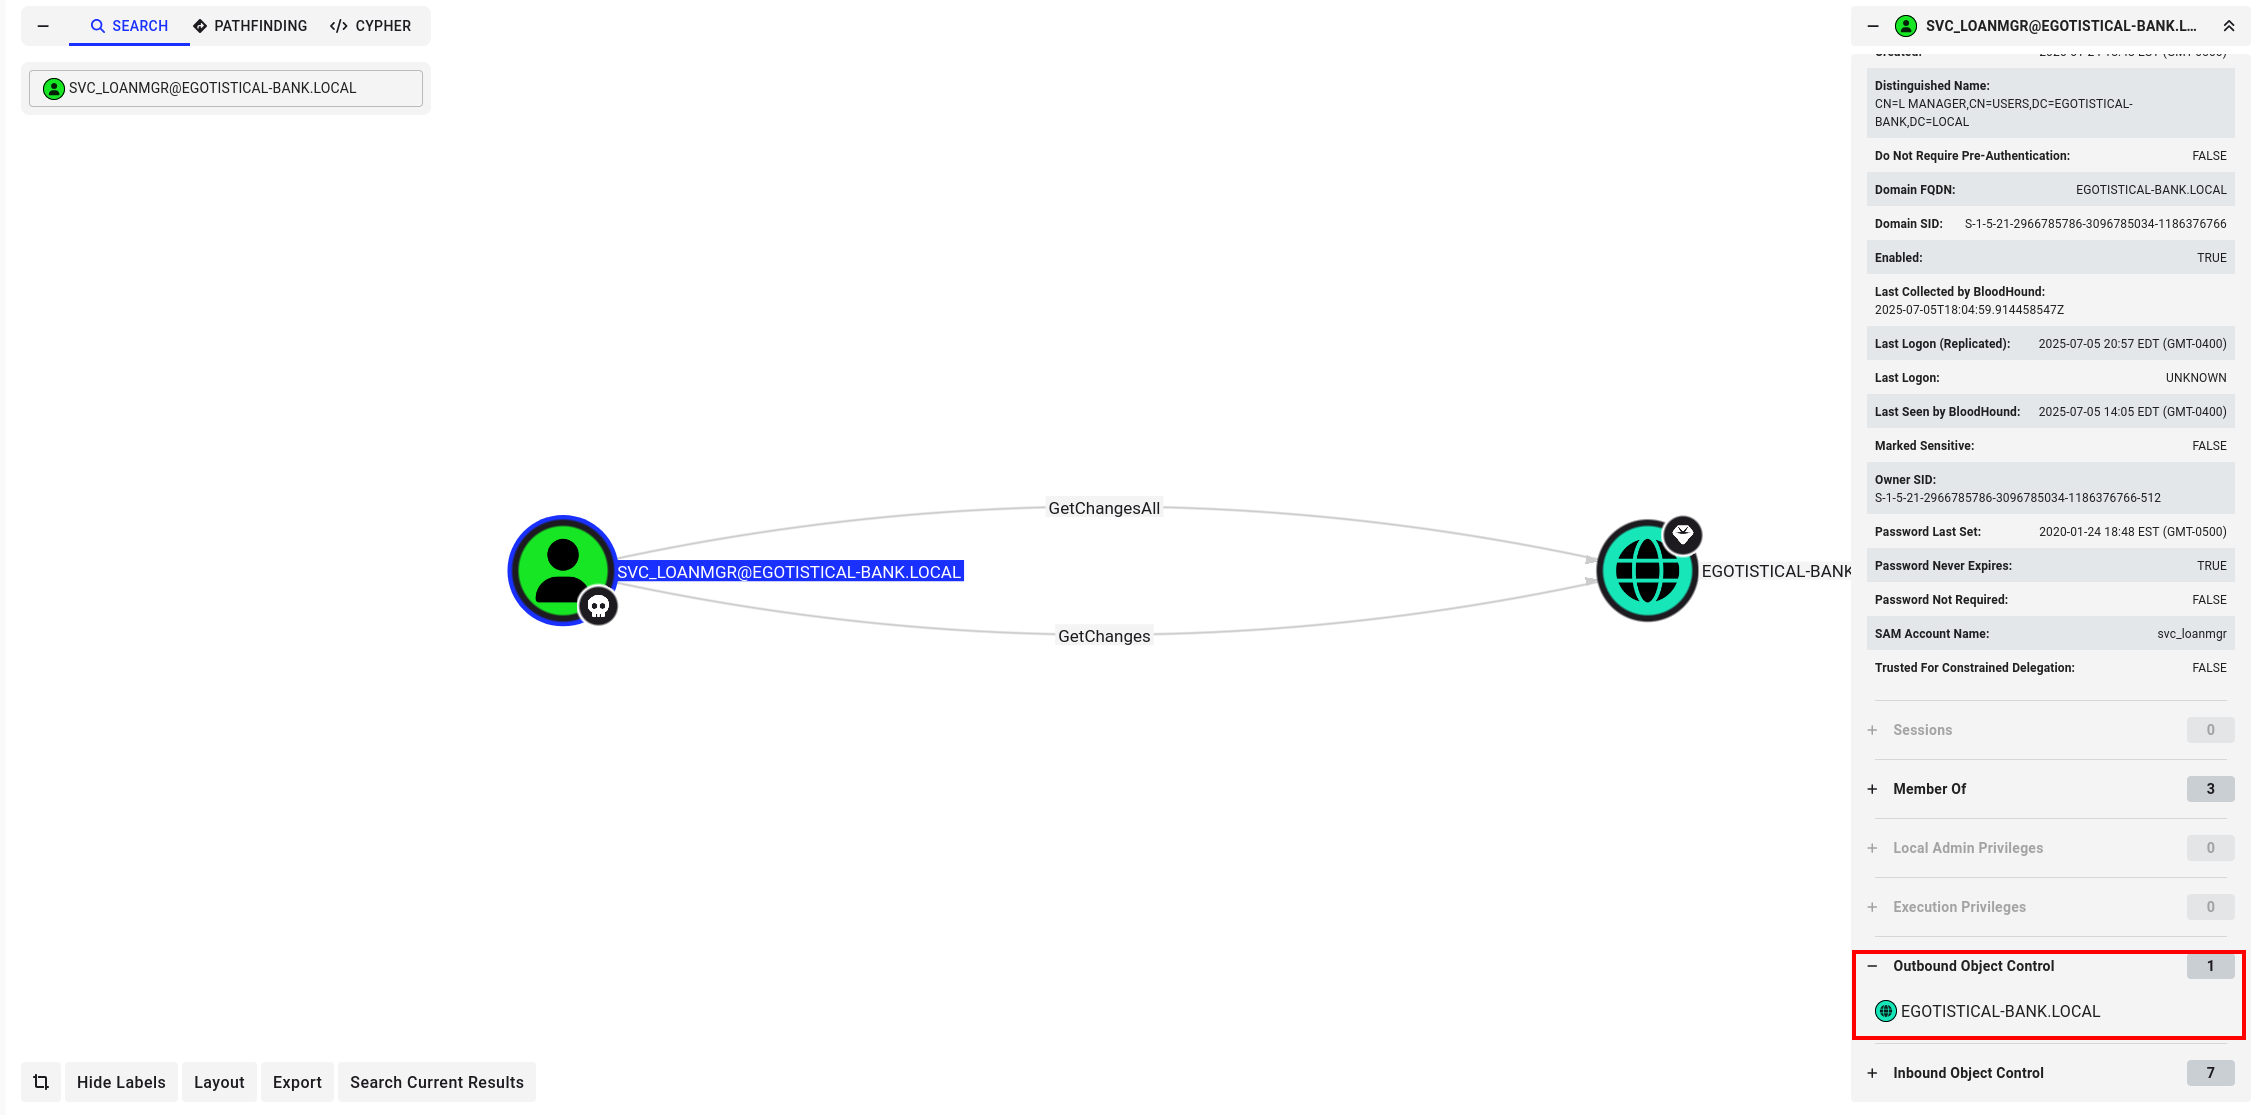 SEARCH PATHFINDING CYPHER
SVC_LOANMGR@EGOTISTICAL-BANK.LOCAL
GetChangesAll
SVC_LOANMGR@EGOTISTICAL-BANK.LOCAL
EGOTISTICAL-BANK
GetChanges
Hide Labels Layout Export Search Current Results
SVC_LOANMGR@EGOTISTICAL-BANK.L...
Distinguished Name:
CN=L MANAGER,CN=USERS,DC=EGOTISTICAL-
BANK,DC=LOCAL
Do Not Require Pre-Authentication: FALSE
Domain FQDN: EGOTISTICAL-BANK.LOCAL
Domain SID: S-1-5-21-2966785786-3096785034-1186376766
Enabled: TRUE
Last Collected by BloodHound:
2025-07-05T18:04:59.914458547Z
Last Logon (Replicated): 2025-07-05 20:57 EDT (GMT-0400)
Last Logon: UNKNOWN
Last Seen by BloodHound: 2025-07-05 14:05 EDT (GMT-0400)
Marked Sensitive: FALSE
Owner SID:
S-1-5-21-2966785786-3096785034-1186376766-512
Password Last Set: 2020-01-24 18:48 EST (GMT-0500)
Password Never Expires: TRUE
Password Not Required: FALSE
SAM Account Name: svc_loanmgr
Trusted For Constrained Delegation: FALSE
Sessions 0
Member Of 3
Local Admin Privileges 0
Execution Privileges 0
Outbound Object Control 1
EGOTISTICAL-BANK.LOCAL
Inbound Object Control 7